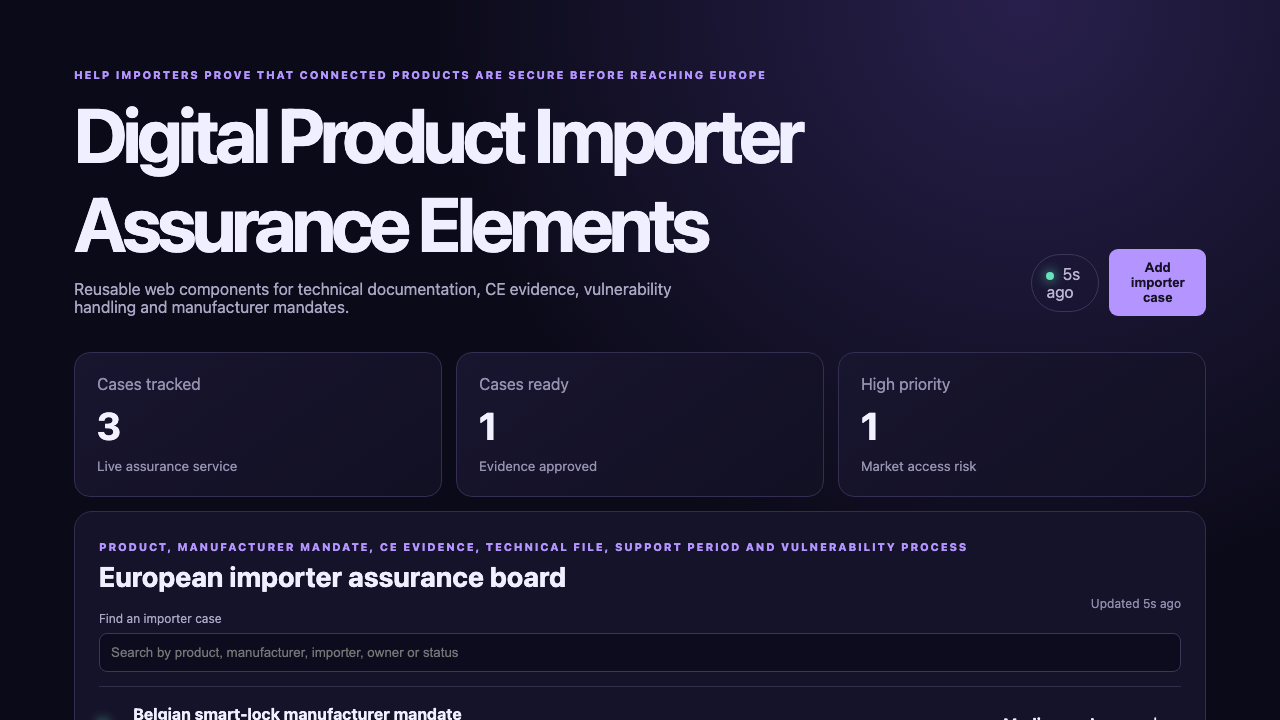 HELP IMPORTERS PROVE THAT CONNECTED PRODUCTS ARE SECURE BEFORE REACHING EUROPE
Digital Product Importer
Assurance Elements
Reusable web components for technical documentation, CE evidence, vulnerability
handling and manufacturer mandates.
5s
ago
Add
importer
case
Cases tracked
3
Live assurance service
Cases ready
1
Evidence approved
High priority
1
Market access risk
PRODUCT, MANUFACTURER MANDATE, CE EVIDENCE, TECHNICAL FILE, SUPPORT PERIOD AND VULNERABILITY PROCESS
European importer assurance board
Updated 5s ago
Find an importer case
Search by product, manufacturer, importer, owner or status
Belgian smart-lock manufacturer mandate